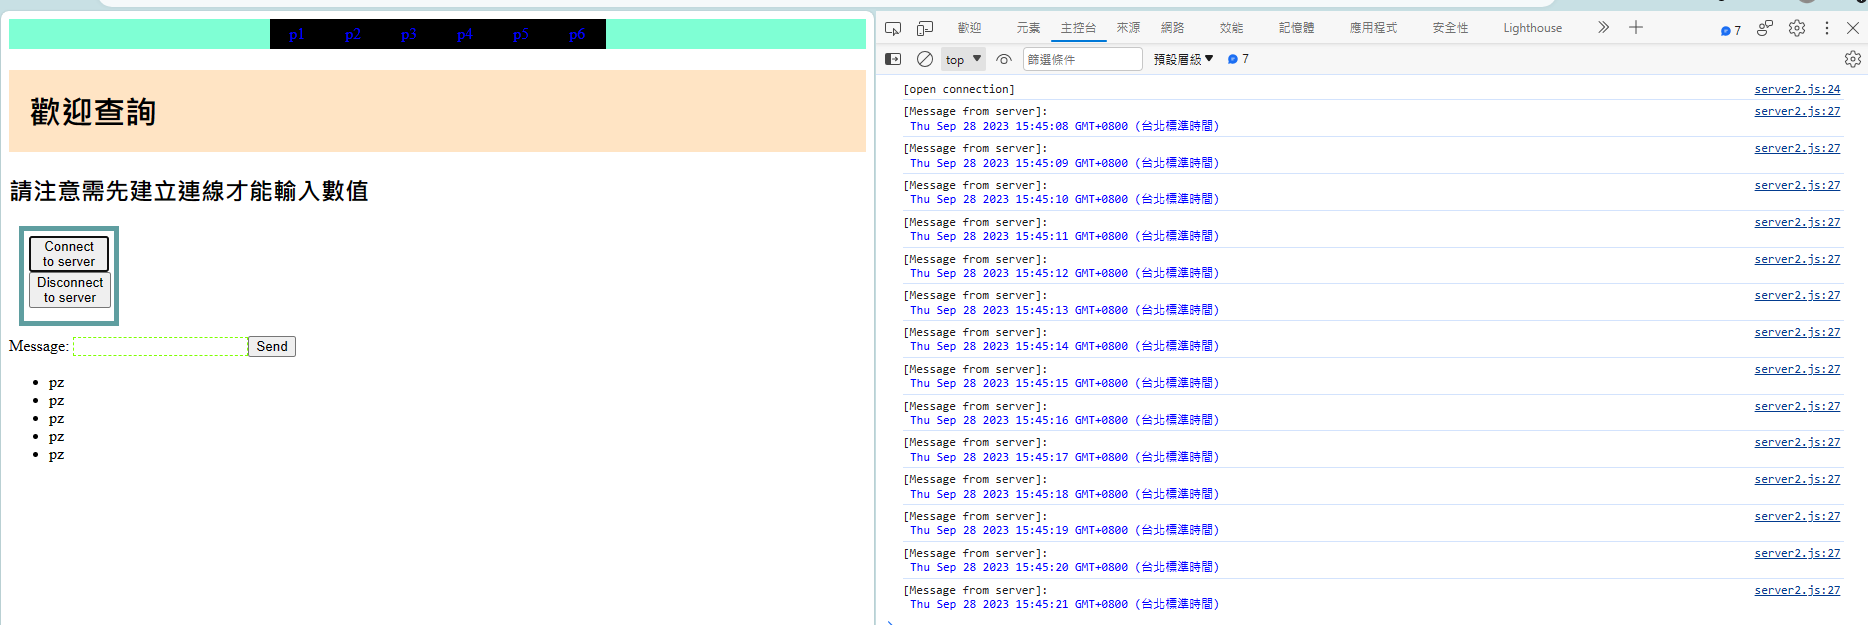 p1 p2 p3 p4 p5 p6
歡迎查詢
請注意需先建立連線才能輸入數值
Connect
to server
Disconnect
to server
Message: Send
pz
pz
pz
pz
pz
歡迎 元素 主控台 來源 網路 效能 記憶體 應用程式 安全性 Lighthouse 7
top 篩選條件 預設層級 7
[open connection] server2.js:24
[Message from server]: server2.js:27
Thu Sep 28 2023 15:45:08 GMT+0800 (台北標準時間)
[Message from server]: server2.js:27
Thu Sep 28 2023 15:45:09 GMT+0800 (台北標準時間)
[Message from server]: server2.js:27
Thu Sep 28 2023 15:45:10 GMT+0800 (台北標準時間)
[Message from server]: server2.js:27
Thu Sep 28 2023 15:45:11 GMT+0800 (台北標準時間)
[Message from server]: server2.js:27
Thu Sep 28 2023 15:45:12 GMT+0800 (台北標準時間)
[Message from server]: server2.js:27
Thu Sep 28 2023 15:45:13 GMT+0800 (台北標準時間)
[Message from server]: server2.js:27
Thu Sep 28 2023 15:45:14 GMT+0800 (台北標準時間)
[Message from server]: server2.js:27
Thu Sep 28 2023 15:45:15 GMT+0800 (台北標準時間)
[Message from server]: server2.js:27
Thu Sep 28 2023 15:45:16 GMT+0800 (台北標準時間)
[Message from server]: server2.js:27
Thu Sep 28 2023 15:45:17 GMT+0800 (台北標準時間)
[Message from server]: server2.js:27
Thu Sep 28 2023 15:45:18 GMT+0800 (台北標準時間)
[Message from server]: server2.js:27
Thu Sep 28 2023 15:45:19 GMT+0800 (台北標準時間)
[Message from server]: server2.js:27
Thu Sep 28 2023 15:45:20 GMT+0800 (台北標準時間)
[Message from server]: server2.js:27
Thu Sep 28 2023 15:45:21 GMT+0800 (台北標準時間)